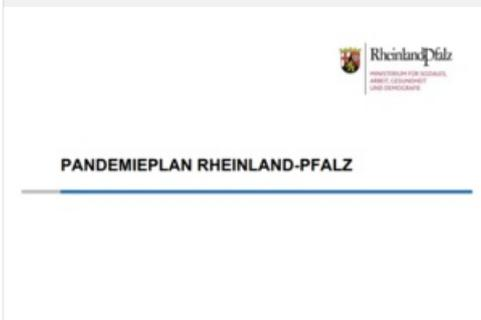 RheinlandPfalz
MINISTERIUM FÜR SOZIALES,
ARBEIT, GESUNDHEIT
UND DEMOGRAFIE
PANDEMIEPLAN RHEINLAND-PFALZ